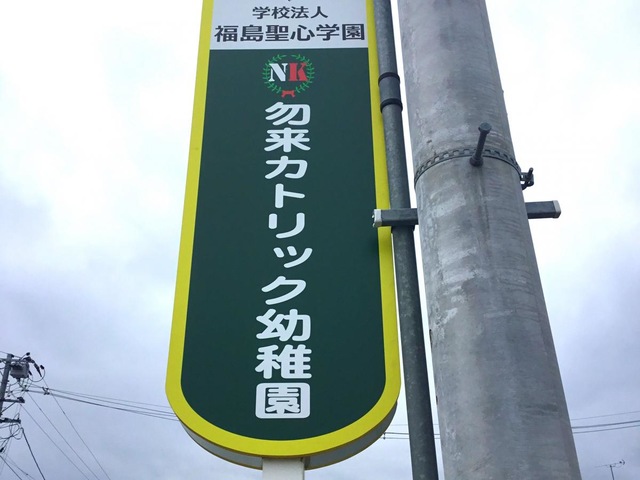 学校法人
福島聖心学園
NK
勿来カトリック幼稚園